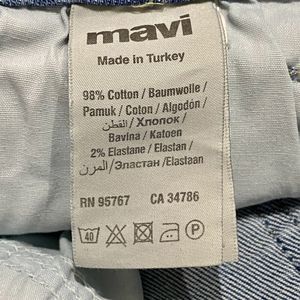 mavi
Made in Turkey
98% Cotton / Baumwolle /
Pamuk / Coton / Algodón /
القطن / Хлопок /
Bavina / Katoen
2% Elastane / Elastan /
المرن / Эластан /Elastaan
RN 95767 CA 34786
40